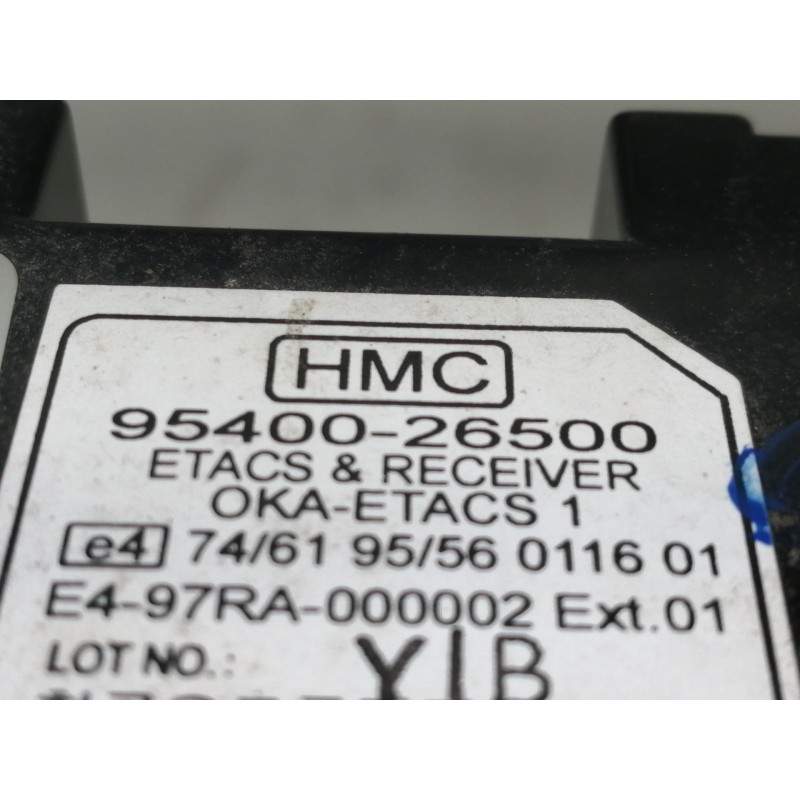 HMC
95400-26500
ETACS & RECEIVER
OKA-ETACS 1
e4 74/61 95/56 0116 01
E4-97RA-000002 Ext.01
LOT NO.: Y1B